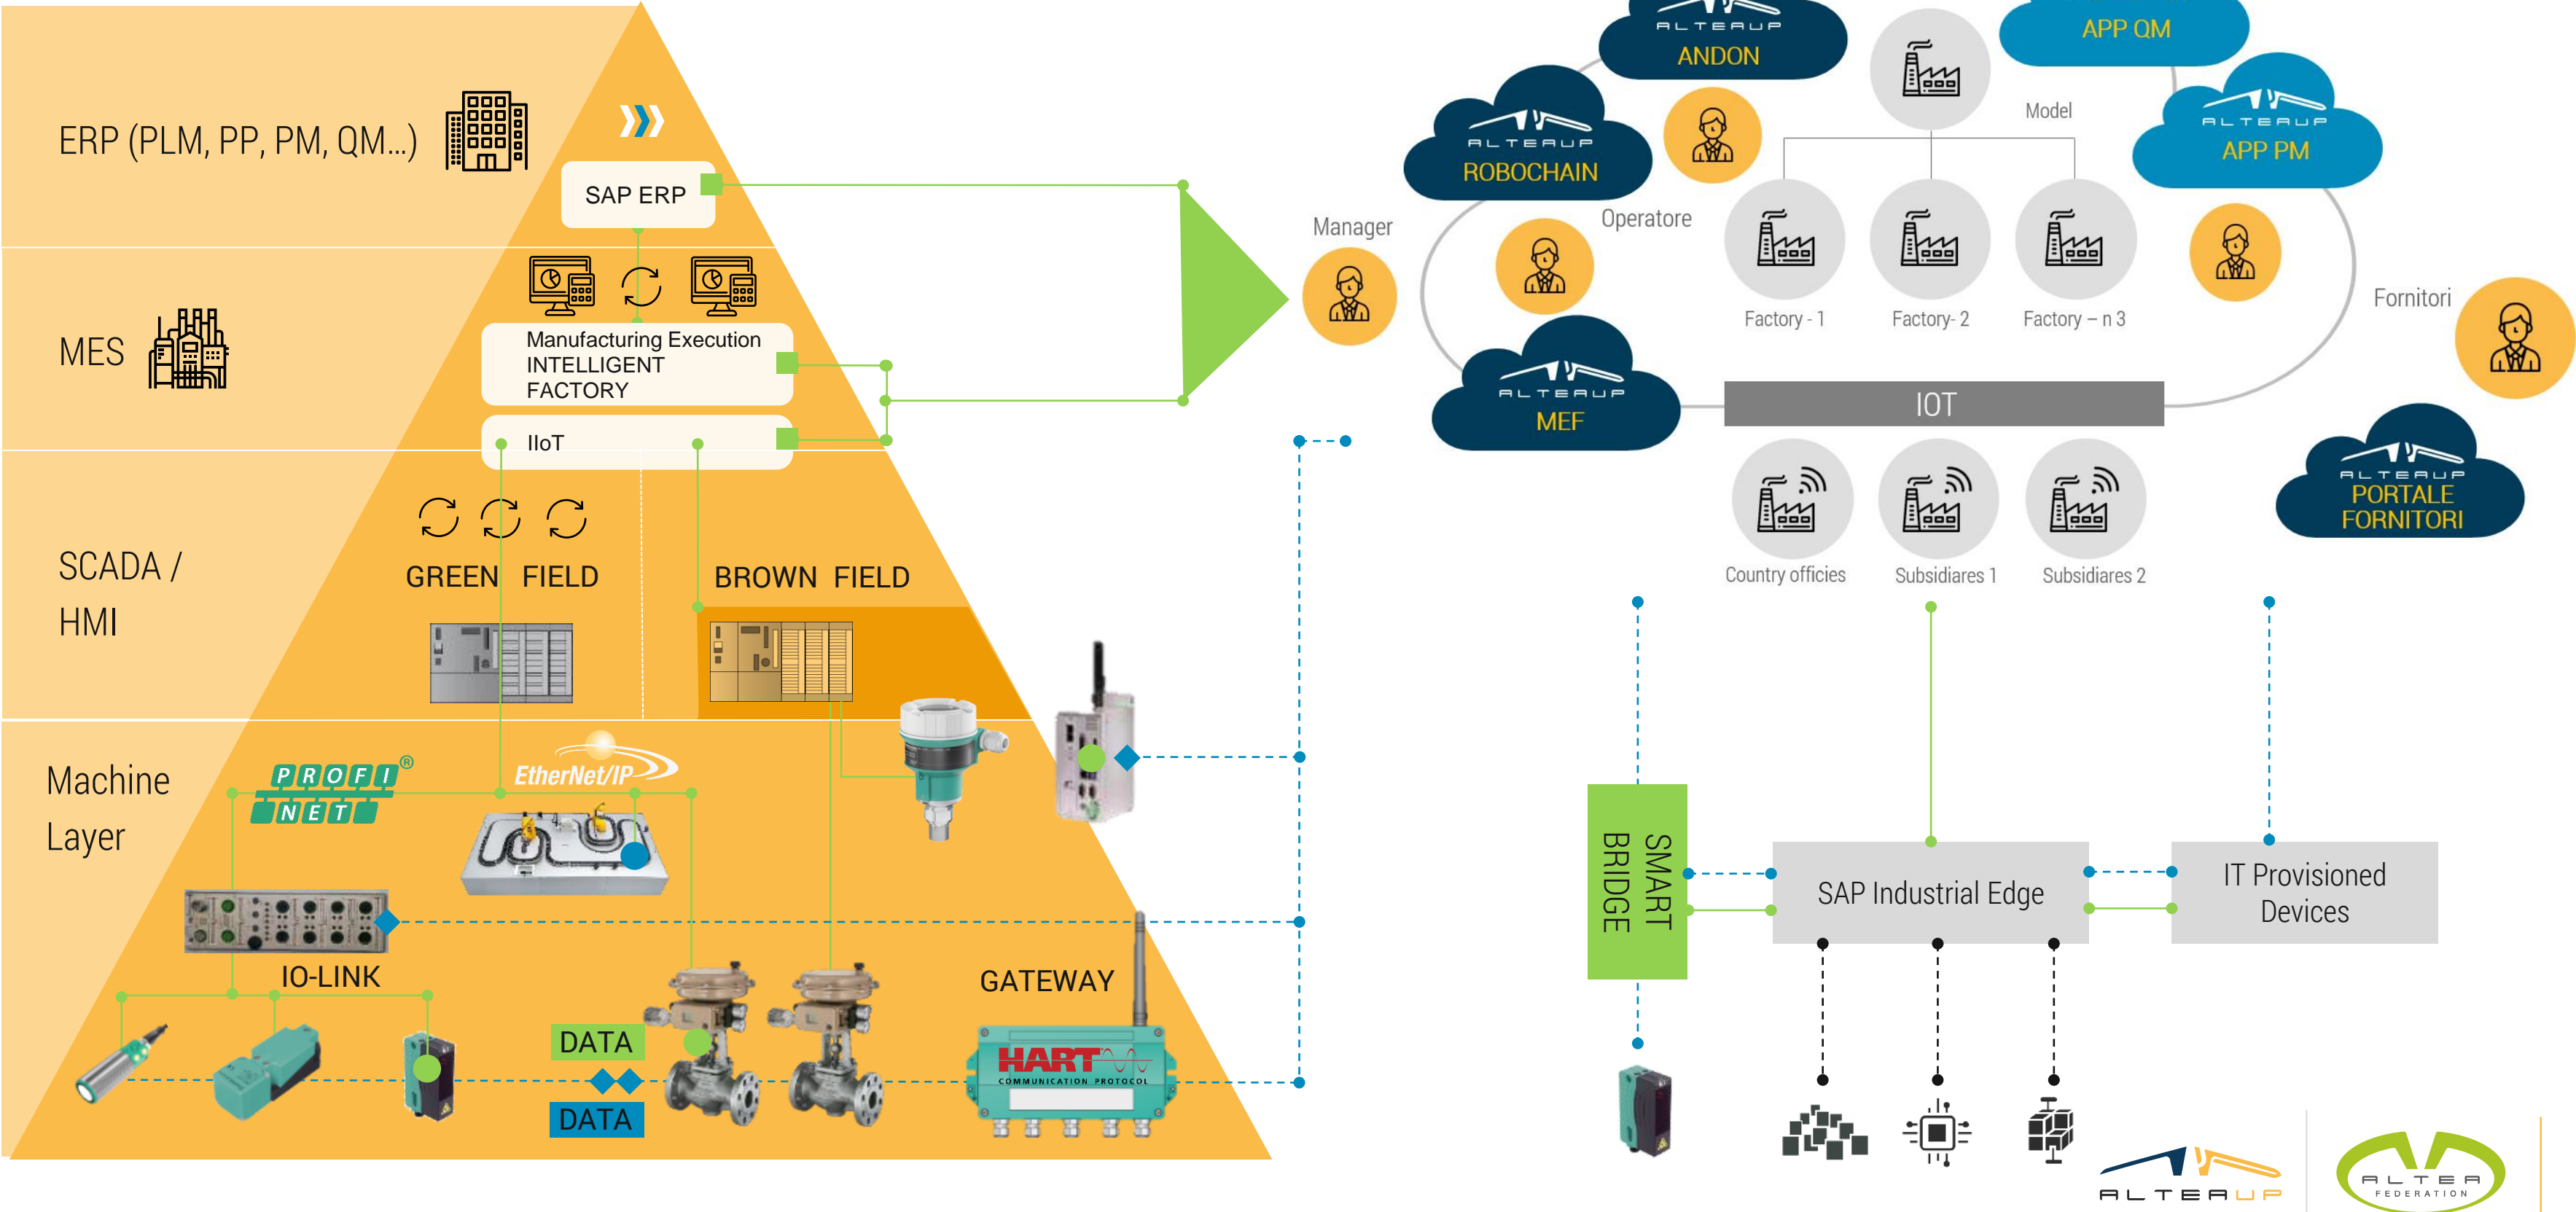 ERP (PLM, PP, PM, QM...)
SAP ERP
MES
Manufacturing Execution
INTELLIGENT
FACTORY
IIoT
SCADA /
HMI
GREEN FIELD
BROWN FIELD
Machine
Layer
PROFI®
NET
EtherNet/IP
IO-LINK
DATA
DATA
GATEWAY
HART
COMMUNICATION PROTOCOL
ALTEAUP
ANDON
APP QM
ALTEAUP
ROBOCHAIN
Model
ALTEAUP
APP PM
Manager
Operatore
Factory - 1
Factory- 2
Factory – n 3
Fornitori
ALTEAUP
MEF
IOT
ALTEAUP
PORTALE
FORNITORI
Country officies
Subsidiares 1
Subsidiares 2
SMART
BRIDGE
SAP Industrial Edge
IT Provisioned
Devices
ALTEAUP
ALTEA
FEDERATION